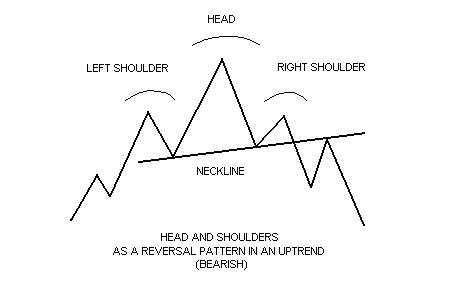 HEAD
LEFT SHOULDER
RIGHT SHOULDER
NECKLINE
HEAD AND SHOULDERS
AS A REVERSAL PATTERN IN AN UPTREND
(BEARISH)